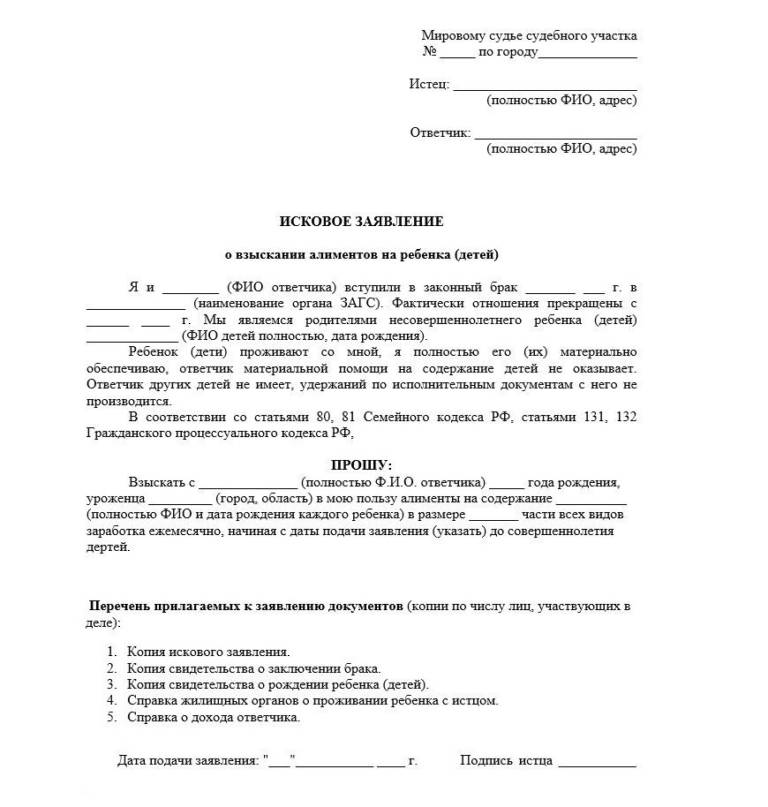 Мировому судье судебного участка
№ _____ по городу______________
Истец: __________________________
(полностью ФИО, адрес)
Ответчик: _______________________
(полностью ФИО, адрес)
ИСКОВОЕ ЗАЯВЛЕНИЕ
о взыскании алиментов на ребенка (детей)
Я и ________ (ФИО ответчика) вступили в законный брак _______ ___ г. в
______________ (наименование органа ЗАГС). Фактически отношения прекращены с
______ ____ г. Мы являемся родителями несовершеннолетнего ребенка (детей)
_____________ (ФИО детей полностью, дата рождения).
Ребенок (дети) проживают со мной, я полностью его (их) материально
обеспечиваю, ответчик материальной помощи на содержание детей не оказывает.
Ответчик других детей не имеет, удержаний по исполнительным документам с него не
производится.
В соответствии со статьями 80, 81 Семейного кодекса РФ, статьями 131, 132
Гражданского процессуального кодекса РФ,
ПРОШУ:
Взыскать с ______________ (полностью Ф.И.О. ответчика) _____ года рождения,
уроженца _________ (город, область) в мою пользу алименты на содержание __________
(полностью ФИО и дата рождения каждого ребенка) в размере _______ части всех видов
заработка ежемесячно, начиная с даты подачи заявления (указать) до совершеннолетия
дертей.
Перечень прилагаемых к заявлению документов (копии по числу лиц, участвующих в
деле):
1. Копия искового заявления.
2. Копия свидетельства о заключении брака.
3. Копия свидетельства о рождении ребенка (детей).
4. Справка жилищных органов о проживании ребенка с истцом.
5. Справка о дохода ответчика.
Дата подачи заявления: "___"___________ ____ г. Подпись истца ___________